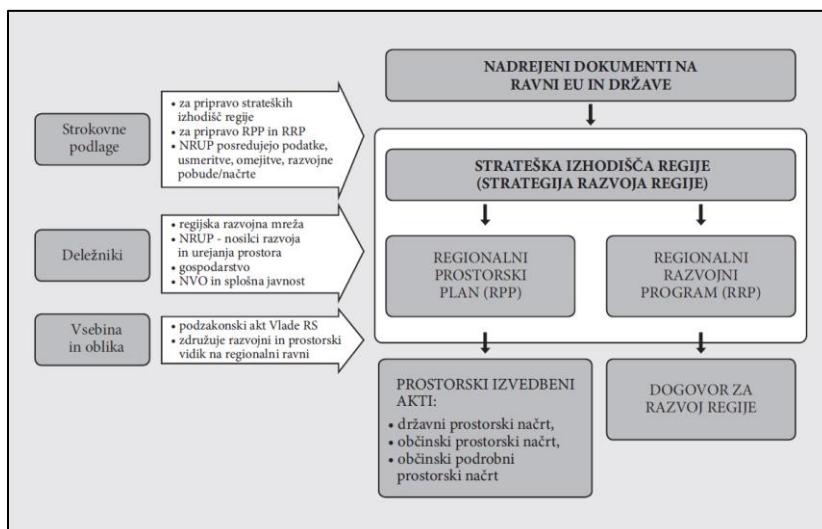 NADREJENI DOKUMENTI NA
RAVNI EU IN DRŽAVE
Strokovne
podlage
• za pripravo strateških
izhodišč regije
• za pripravo RPP in RRP
• NRUP posredujejo podatke,
usmeritve, omejitve, razvojne
pobude/načrte
STRATEŠKA IZHODIŠČA REGIJE
(STRATEGIJA RAZVOJA REGIJE)
Deležniki
• regijska razvojna mreža
• NRUP - nosilci razvoja
in urejanja prostora
• gospodarstvo
• NVO in splošna javnost
REGIONALNI
PROSTORSKI
PLAN (RPP)
REGIONALNI
RAZVOJNI
PROGRAM (RRP)
Vsebina
in oblika
• podzakonski akt Vlade RS
• združuje razvojni in prostorski
vidik na regionalni ravni
PROSTORSKI IZVEDBENI
AKTI:
• državni prostorski načrt,
• občinski prostorski načrt,
• občinski podrobni
prostorski načrt
DOGOVOR ZA
RAZVOJ REGIJE